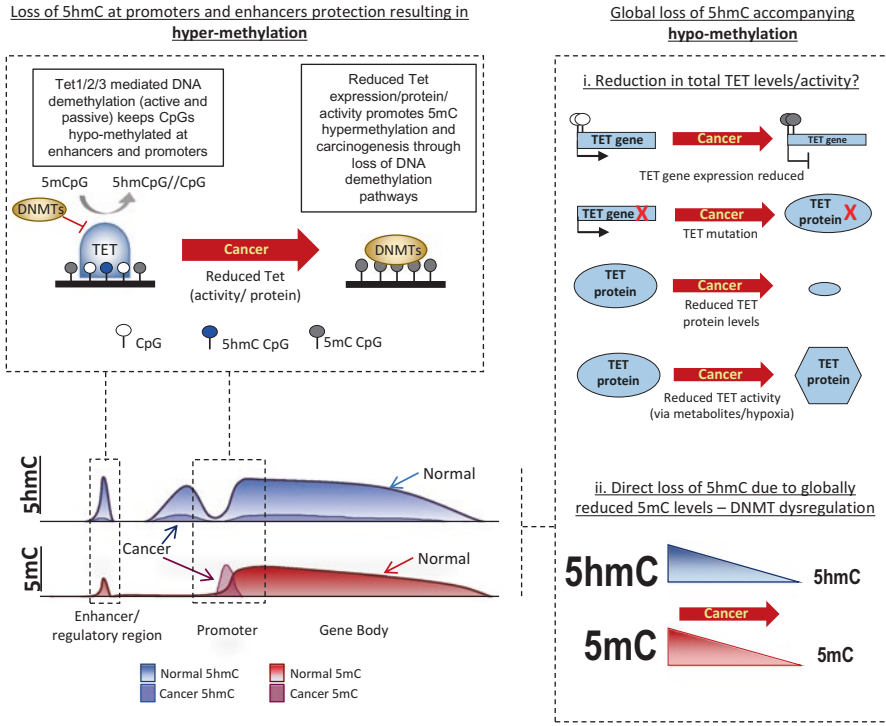 Loss of 5hmC at promoters and enhancers protection resulting in
hyper-methylation
Tet1/2/3 mediated DNA
demethylation (active and
passive) keeps CpGs
hypo-methylated at
enhancers and promoters
Reduced Tet
expression/protein/
activity promotes 5mC
hypermethylation and
carcinogenesis through
loss of DNA
demethylation
pathways
5mCpG
5hmCpG//CpG
DNMTs
TET
Cancer
Reduced Tet
(activity/ protein)
DNMTs
CpG
5hmC CpG
5mC CpG
5hmC
Normal
Cancer
5mC
Normal
Enhancer/
regulatory region
Promoter
Gene Body
Normal 5hmC
Cancer 5hmC
Normal 5mC
Cancer 5mC
Global loss of 5hmC accompanying
hypo-methylation
i. Reduction in total TET levels/activity?
TET gene
Cancer
TET gene
TET gene expression reduced
TET gene X
Cancer
TET mutation
TET
protein X
TET
protein
Cancer
Reduced TET
protein levels
TET
protein
Cancer
Reduced TET activity
(via metabolites/hypoxia)
TET
protein
ii. Direct loss of 5hmC due to globally
reduced 5mC levels – DNMT dysregulation
5hmC
5hmC
Cancer
5mC
5mC